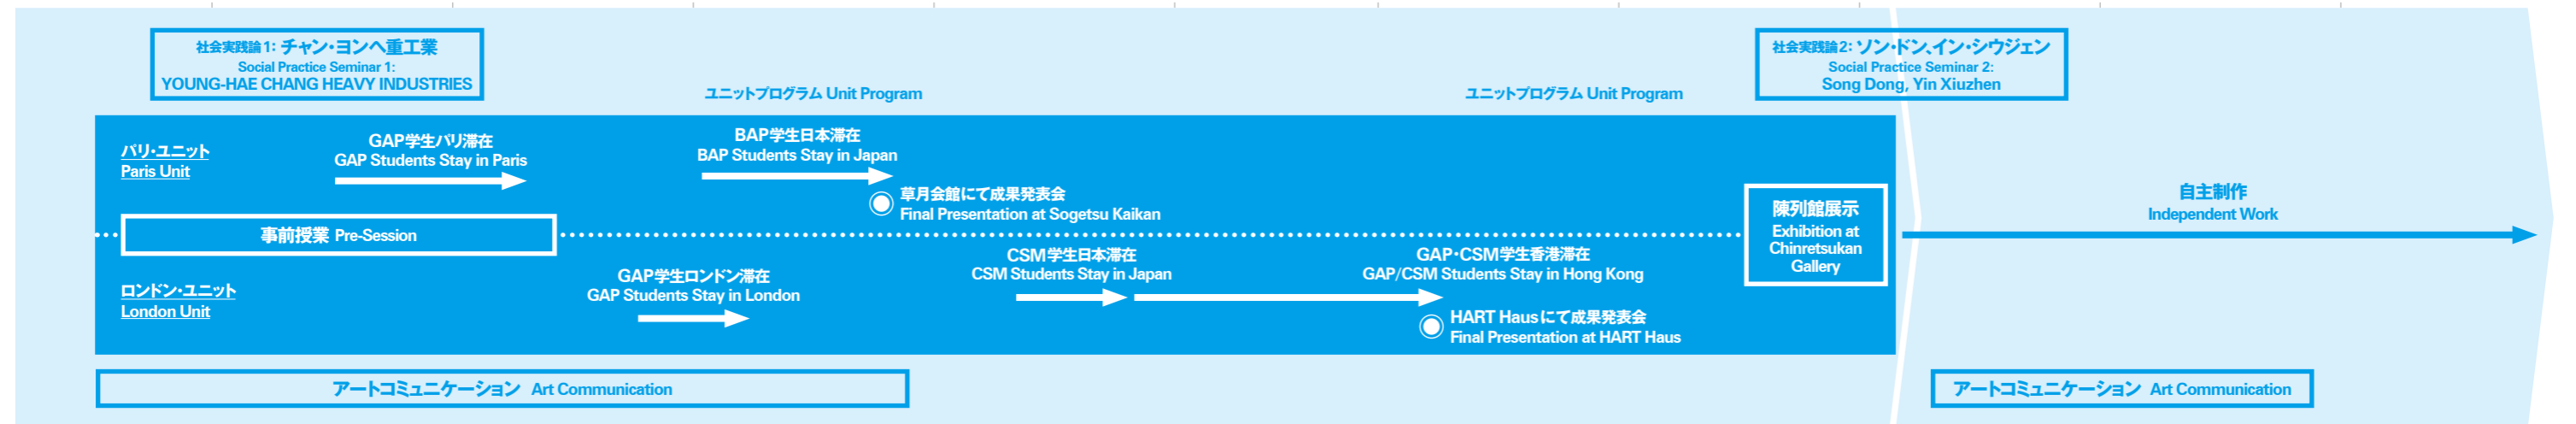 社会実践論1: チャン・ヨンヘ重工業
Social Practice Seminar 1:
YOUNG-HAE CHANG HEAVY INDUSTRIES
ユニットプログラム Unit Program
ユニットプログラム Unit Program
社会実践論2: ソン・ドン、イン・シウジェン
Social Practice Seminar 2:
Song Dong, Yin Xiuzhen
パリ・ユニット
Paris Unit
GAP学生パリ滞在
GAP Students Stay in Paris
BAP学生日本滞在
BAP Students Stay in Japan
草月会館にて成果発表会
Final Presentation at Sogetsu Kaikan
事前授業 Pre-Session
ロンドン・ユニット
London Unit
GAP学生ロンドン滞在
GAP Students Stay in London
CSM学生日本滞在
CSM Students Stay in Japan
GAP・CSM学生香港滞在
GAP/CSM Students Stay in Hong Kong
HART Hausにて成果発表会
Final Presentation at HART Haus
陳列館展示
Exhibition at
Chinretsukan
Gallery
自主制作
Independent Work
アートコミュニケーション Art Communication
アートコミュニケーション Art Communication